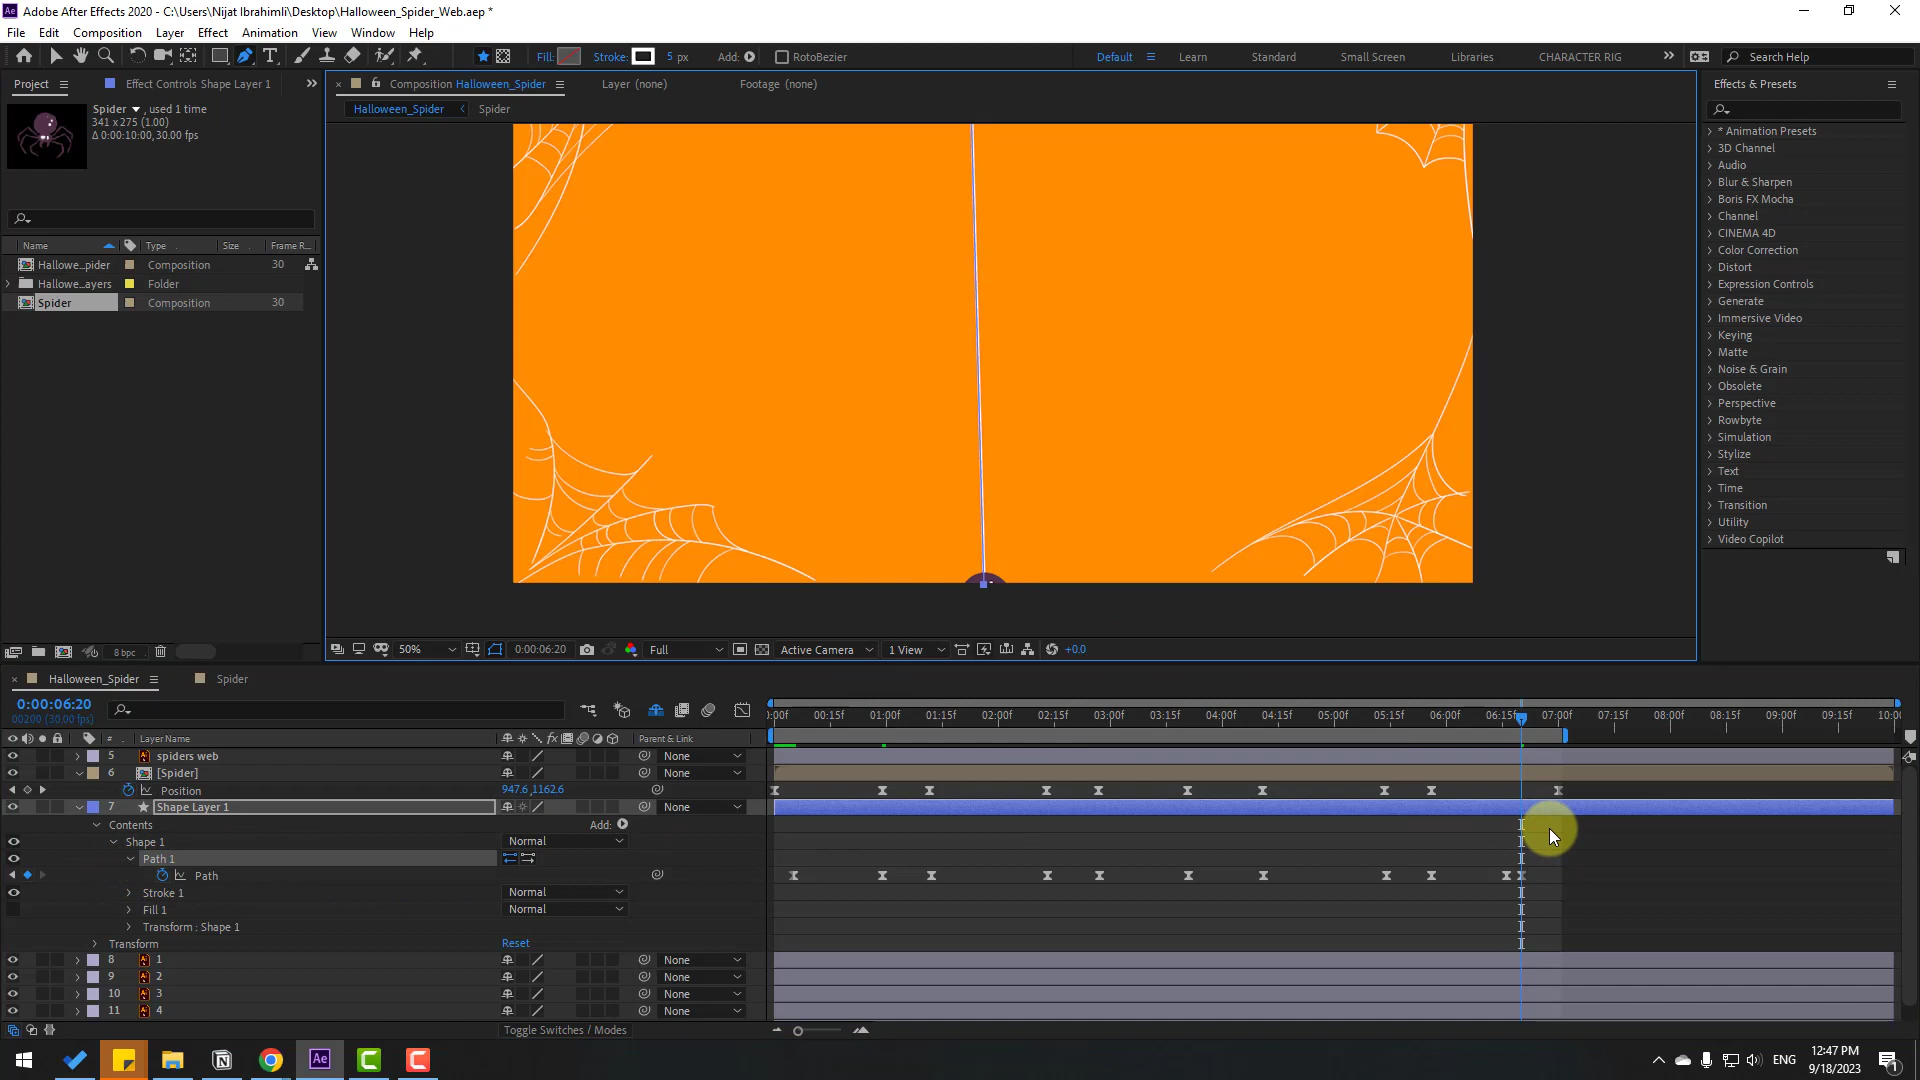 Adobe After Effects 2020 - C:\Users\Nijat Ibrahimli\Desktop\Halloween_Spider_Web.aep *
File Edit Composition Layer Effect Animation View Window Help
Fill: Stroke: 5 px Add: RotoBezier Default Learn Standard Small Screen Libraries CHARACTER RIG Search Help
Project Effect Controls Shape Layer 1 Composition Halloween_Spider Layer (none) Footage (none) Effects & Presets
Spider , used 1 time
341 x 275 (1.00)
Δ 0:00:10:00, 30.00 fps
Halloween_Spider Spider
Name Type Size Frame R...
Hallowe...pider Composition 30
Hallowe...ayers Folder
Spider Composition 30
8 bpc
* Animation Presets
3D Channel
Audio
Blur & Sharpen
Boris FX Mocha
Channel
CINEMA 4D
Color Correction
Distort
Expression Controls
Generate
Immersive Video
Keying
Matte
Noise & Grain
Obsolete
Perspective
Rowbyte
Simulation
Stylize
Text
Time
Transition
Utility
Video Copilot
50% 0:00:06:20 Full Active Camera 1 View +0.0
Halloween_Spider Spider
0:00:06:20
00200 (30.00 fps)
:00f 00:15f 01:00f 01:15f 02:00f 02:15f 03:00f 03:15f 04:00f 04:15f 05:00f 05:15f 06:00f 06:15f 07:00f 07:15f 08:00f 08:15f 09:00f 09:15f 10:0
# Layer Name Parent & Link
5 spiders web None
6 [Spider] None
Position 947.6,1162.6
7 Shape Layer 1 None
Contents Add:
Shape 1 Normal
Path 1
Path
Stroke 1 Normal
Fill 1 Normal
Transform : Shape 1
Transform Reset
8 1 None
9 2 None
10 3 None
11 4 None
Toggle Switches / Modes
ENG 12:47 PM
9/18/2023
1